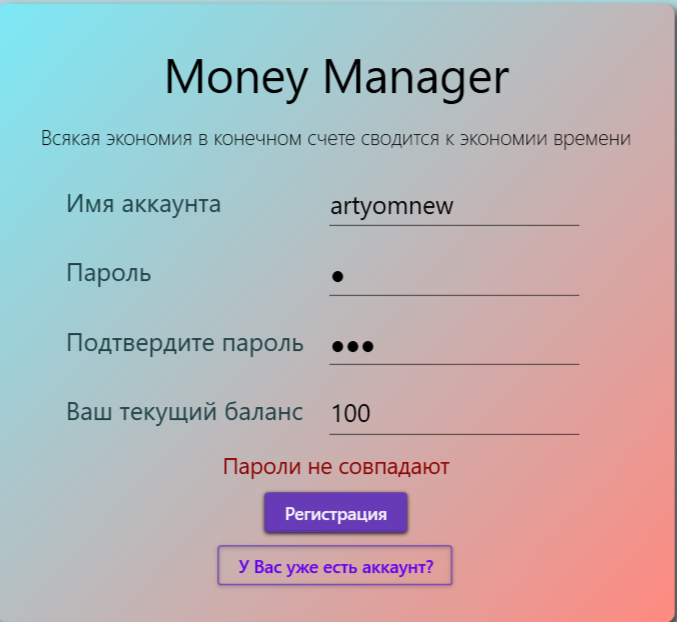 Money Manager
Всякая экономия в конечном счете сводится к экономии времени
Имя аккаунта artyomnew
Пароль ●
Подтвердите пароль ●●●
Ваш текущий баланс 100
Пароли не совпадают
Регистрация
У Вас уже есть аккаунт?